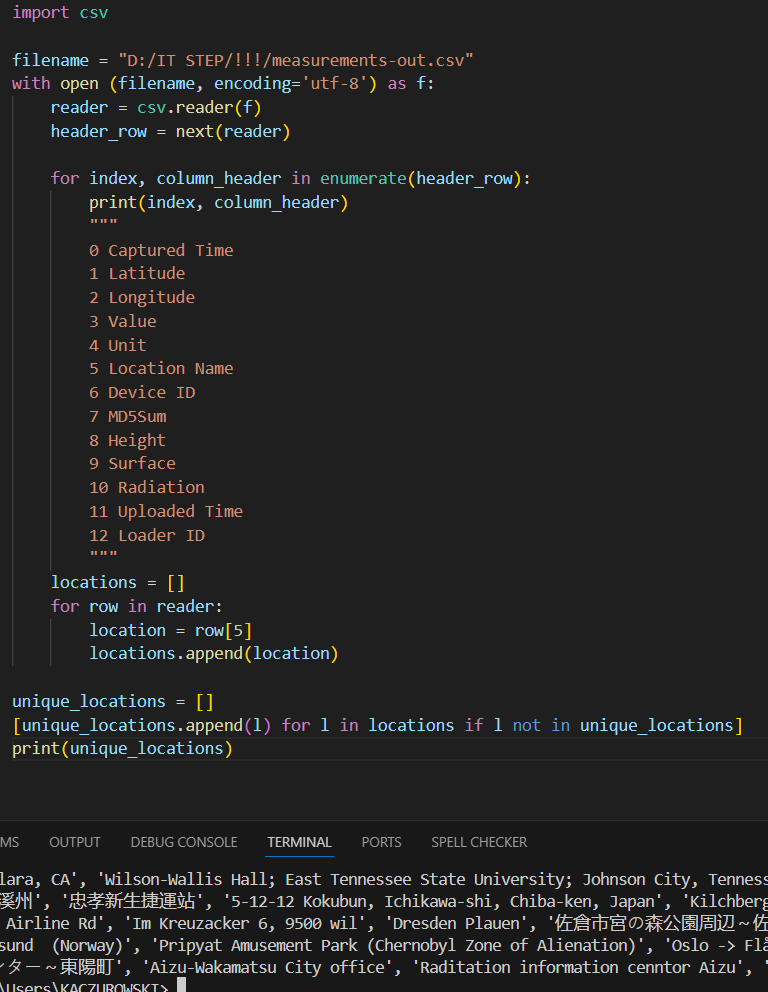 import csv
filename = "D:/IT STEP/!!!/measurements-out.csv"
with open (filename, encoding='utf-8') as f:
reader = csv.reader(f)
header_row = next(reader)
for index, column_header in enumerate(header_row):
print(index, column_header)
"""
0 Captured Time
1 Latitude
2 Longitude
3 Value
4 Unit
5 Location Name
6 Device ID
7 MD5Sum
8 Height
9 Surface
10 Radiation
11 Uploaded Time
12 Loader ID
"""
locations = []
for row in reader:
location = row[5]
locations.append(location)
unique_locations = []
[unique_locations.append(l) for l in locations if l not in unique_locations]
print(unique_locations)
MS OUTPUT DEBUG CONSOLE TERMINAL PORTS SPELL CHECKER
lara, CA', 'Wilson-Wallis Hall; East Tennessee State University; Johnson City, Tenness
溪州', '忠孝新生捷運站', '5-12-12 Kokubun, Ichikawa-shi, Chiba-ken, Japan', 'Kilchberg
Airline Rd', 'Im Kreuzacker 6, 9500 wil', 'Dresden Plauen', '佐倉市宮の森公園周辺～佐
sund  (Norway)', 'Pripyat Amusement Park (Chernobyl Zone of Alienation)', 'Oslo -> Flå
ンター～東陽町', 'Aizu-Wakamatsu City office', 'Raditation information cenntor Aizu', '
\Users\KACZUROWSKI>